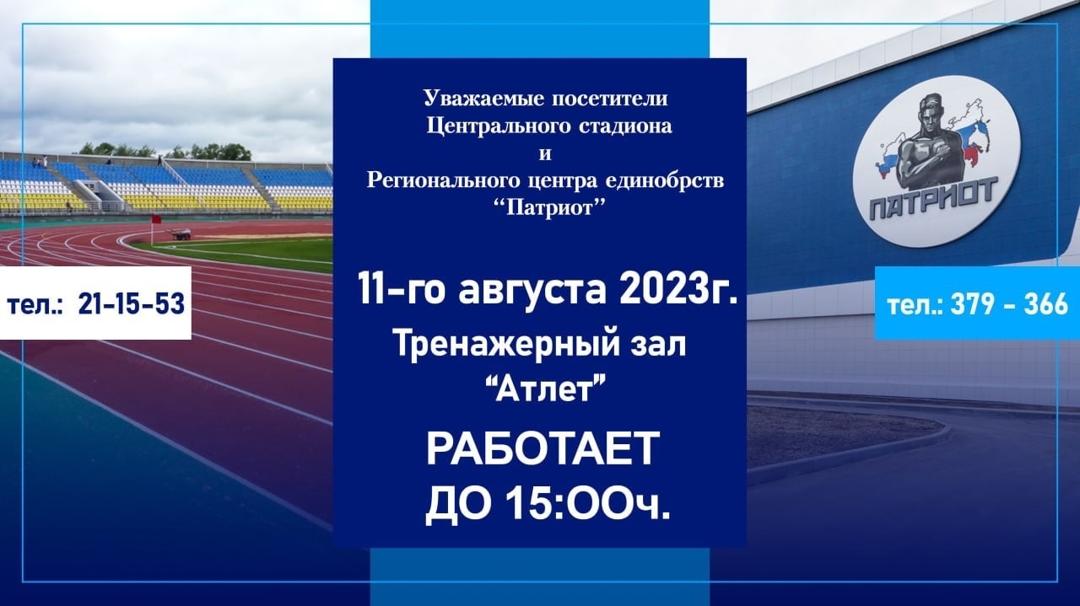 Уважаемые посетители
Центрального стадиона
и
Регионального центра единобрств
“Патриот”
11-го августа 2023г.
Тренажерный зал
“Атлет”
РАБОТАЕТ
ДО 15:ООч.
тел.: 21-15-53
тел.: 379 - 366
ПАТРИОТ